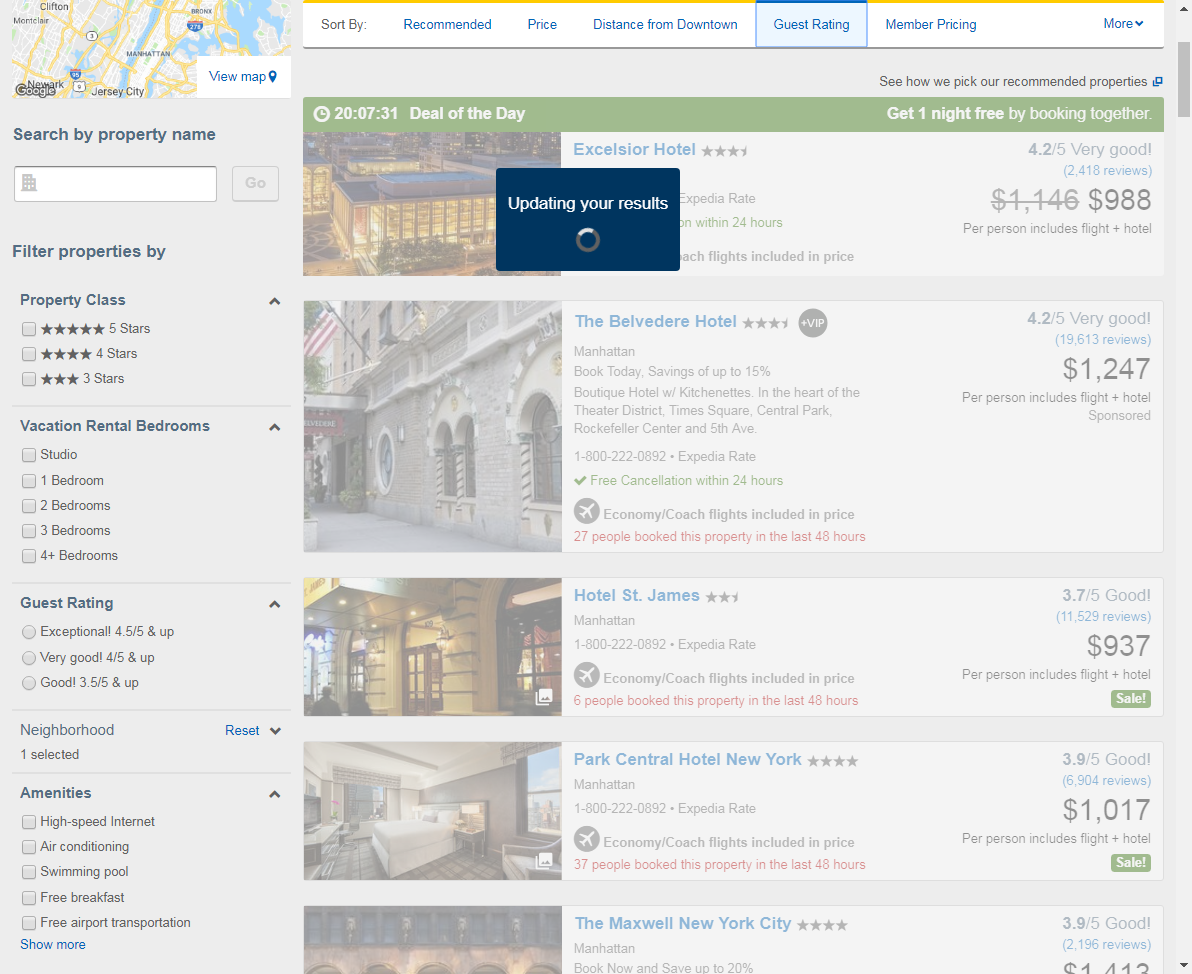 Clifton
Montclair
BRONX
278
3
MANHATTAN
95
9
Newark
Google
Jersey City
View map
Search by property name
Go
Filter properties by
Property Class
5 Stars
4 Stars
3 Stars
Vacation Rental Bedrooms
Studio
1 Bedroom
2 Bedrooms
3 Bedrooms
4+ Bedrooms
Guest Rating
Exceptional! 4.5/5 & up
Very good! 4/5 & up
Good! 3.5/5 & up
Neighborhood Reset
1 selected
Amenities
High-speed Internet
Air conditioning
Swimming pool
Free breakfast
Free airport transportation
Show more
Sort By: Recommended Price Distance from Downtown Guest Rating Member Pricing More
See how we pick our recommended properties
20:07:31 Deal of the Day Get 1 night free by booking together.
Excelsior Hotel 4.2/5 Very good!
(2,418 reviews)
Updating your results
Expedia Rate
$1,146 $988
within 24 hours
Per person includes flight + hotel
flights included in price
The Belvedere Hotel +VIP 4.2/5 Very good!
(19,613 reviews)
Manhattan
$1,247
Book Today, Savings of up to 15%
Boutique Hotel w/ Kitchenettes. In the heart of the
Theater District, Times Square, Central Park,
Rockefeller Center and 5th Ave.
Per person includes flight + hotel
Sponsored
BELVEDERE
1-800-222-0892 • Expedia Rate
Free Cancellation within 24 hours
Economy/Coach flights included in price
27 people booked this property in the last 48 hours
Hotel St. James 3.7/5 Good!
(11,529 reviews)
Manhattan
$937
1-800-222-0892 • Expedia Rate
Per person includes flight + hotel
Economy/Coach flights included in price
6 people booked this property in the last 48 hours
Sale!
Park Central Hotel New York 3.9/5 Good!
(6,904 reviews)
Manhattan
$1,017
1-800-222-0892 • Expedia Rate
Per person includes flight + hotel
Economy/Coach flights included in price
37 people booked this property in the last 48 hours
Sale!
The Maxwell New York City 3.9/5 Good!
(2,196 reviews)
Manhattan
Book Now and Save up to 20%
$1,413